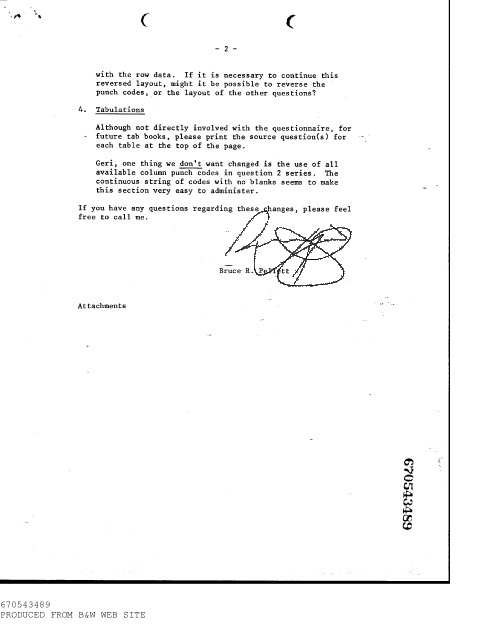 - 2 -
with the row data. If it is necessary to continue this
reversed layout, might it be possible to reverse the
punch codes, or the layout of the other questions?
4. Tabulations
Although not directly involved with the questionnaire, for
future tab books, please print the source question(s) for
each table at the top of the page.
Geri, one thing we don't want changed is the use of all
available column punch codes in question 2 series. The
continuous string of codes with no blanks seems to make
this section very easy to administer.
If you have any questions regarding these changes, please feel
free to call me.
Bruce R. Pellett
Attachments
670543489
670543489
PRODUCED FROM B&W WEB SITE